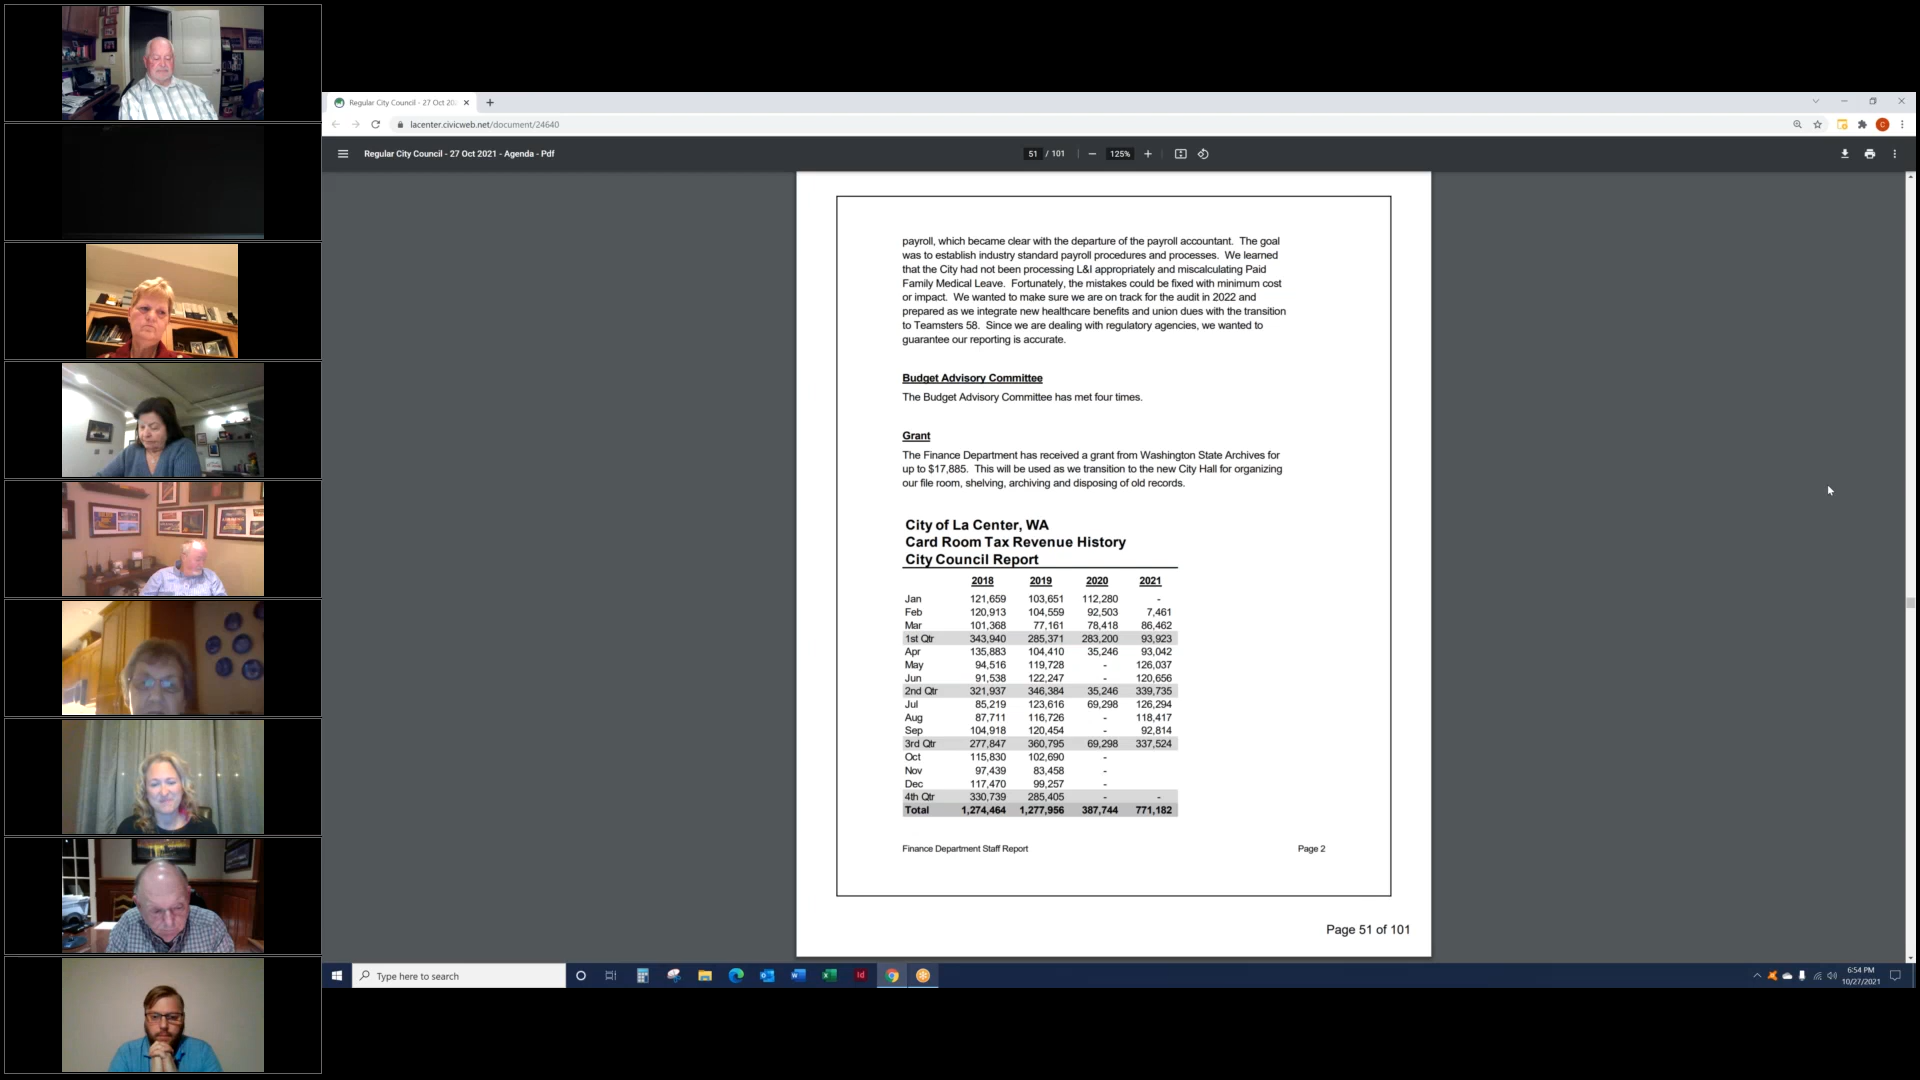 Regular City Council - 27 Oct 20
lacenter.civicweb.net/document/24640
Regular City Council - 27 Oct 2021 - Agenda - Pdf
51 / 101
125%
payroll, which became clear with the departure of the payroll accountant. The goal
was to establish industry standard payroll procedures and processes. We learned
that the City had not been processing L&I appropriately and miscalculating Paid
Family Medical Leave. Fortunately, the mistakes could be fixed with minimum cost
or impact. We wanted to make sure we are on track for the audit in 2022 and
prepared as we integrate new healthcare benefits and union dues with the transition
to Teamsters 58. Since we are dealing with regulatory agencies, we wanted to
guarantee our reporting is accurate.
Budget Advisory Committee
The Budget Advisory Committee has met four times.
Grant
The Finance Department has received a grant from Washington State Archives for
up to $17,885. This will be used as we transition to the new City Hall for organizing
our file room, shelving, archiving and disposing of old records.
City of La Center, WA
Card Room Tax Revenue History
City Council Report
2018 2019 2020 2021
Jan 121,659 103,651 112,280 -
Feb 120,913 104,559 92,503 7,461
Mar 101,368 77,161 78,418 86,462
1st Qtr 343,940 285,371 283,200 93,923
Apr 135,883 104,410 35,246 93,042
May 94,516 119,728 - 126,037
Jun 91,538 122,247 - 120,656
2nd Qtr 321,937 346,384 35,246 339,735
Jul 85,219 123,616 69,298 126,294
Aug 87,711 116,726 - 118,417
Sep 104,918 120,454 - 92,814
3rd Qtr 277,847 360,795 69,298 337,524
Oct 115,830 102,690 -
Nov 97,439 83,458 -
Dec 117,470 99,257 -
4th Qtr 330,739 285,405 - -
Total 1,274,464 1,277,956 387,744 771,182
Finance Department Staff Report Page 2
Page 51 of 101
Type here to search
6:54 PM
10/27/2021